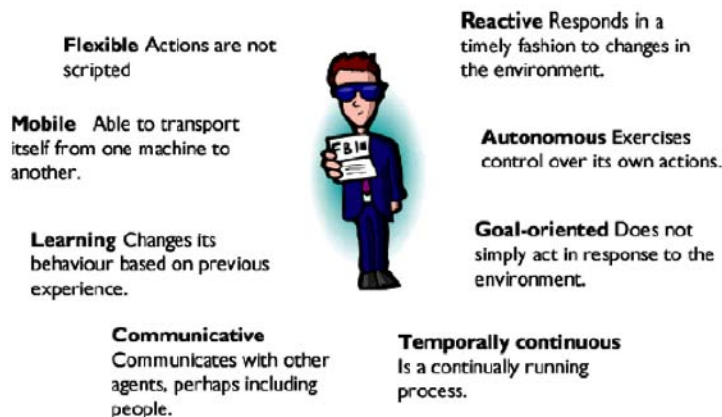 Flexible Actions are not
scripted
Mobile Able to transport
itself from one machine to
another.
Learning Changes its
behaviour based on previous
experience.
Communicative
Communicates with other
agents, perhaps including
people.
FBI
Reactive Responds in a
timely fashion to changes in
the environment.
Autonomous Exercises
control over its own actions.
Goal-oriented Does not
simply act in response to the
environment.
Temporally continuous
Is a continually running
process.